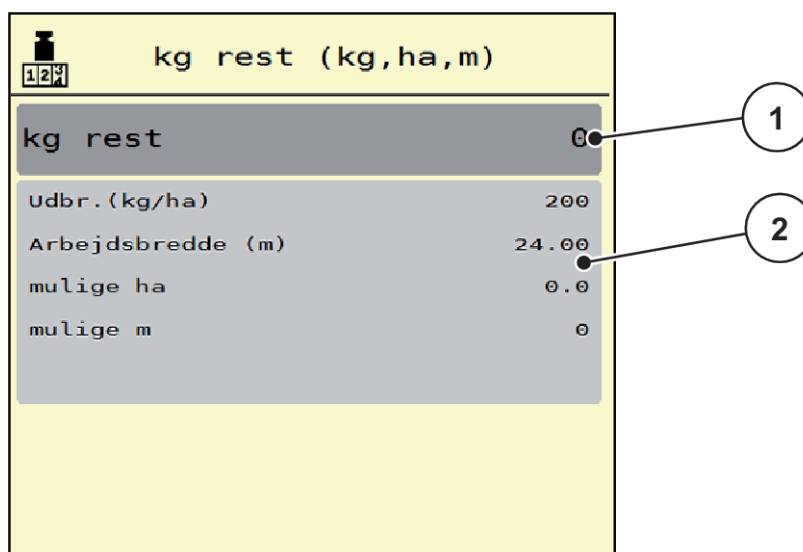 123
kg rest (kg,ha,m)
kg rest 0
1
Udbr.(kg/ha) 200
Arbejdsbredde (m) 24.00
2
mulige ha 0.0
mulige m 0